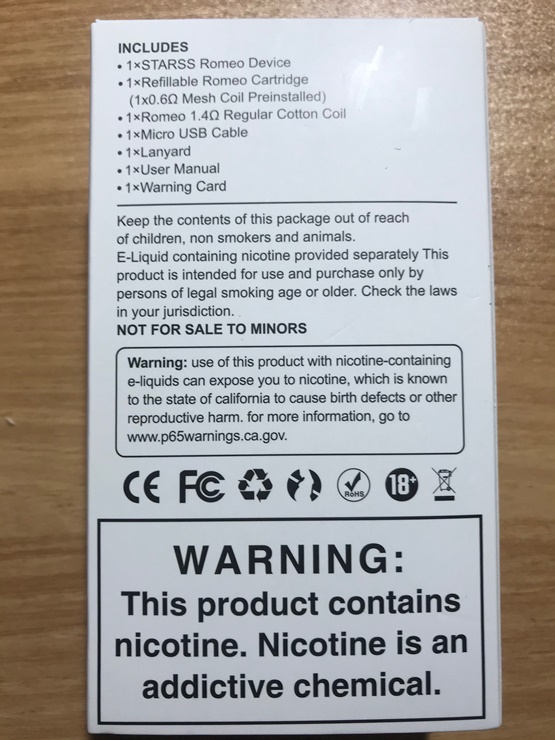 INCLUDES
• 1×STARSS Romeo Device
• 1×Refillable Romeo Cartridge
(1x0.6Ω Mesh Coil Preinstalled)
• 1×Romeo 1.4Ω Regular Cotton Coil
• 1×Micro USB Cable
• 1×Lanyard
• 1×User Manual
• 1×Warning Card
Keep the contents of this package out of reach
of children, non smokers and animals.
E-Liquid containing nicotine provided separately This
product is intended for use and purchase only by
persons of legal smoking age or older. Check the laws
in your jurisdiction.
NOT FOR SALE TO MINORS
Warning: use of this product with nicotine-containing
e-liquids can expose you to nicotine, which is known
to the state of california to cause birth defects or other
reproductive harm. for more information, go to
www.p65warnings.ca.gov.
CE FC RoHS 18+
WARNING:
This product contains
nicotine. Nicotine is an
addictive chemical.